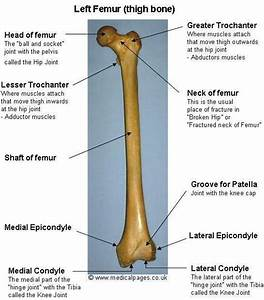 Left Femur (thigh bone)
Head of femur
The "ball and socket"
joint with the pelvis
called the Hip Joint
Greater Trochanter
Where muscles attach
that move thigh outwards
at the hip joint
- Abductors muscles
Lesser Trochanter
Where muscles attach
that move thigh inwards
at the hip joint
- Adductor muscles
Neck of femur
This is the usual
place of fracture in
"Broken Hip" or
"Fractured neck of Femur"
Shaft of femur
Groove for Patella
Joint with the knee cap
Medial Epicondyle
Lateral Epicondyle
Medial Condyle
The medial part of the
"hinge joint" with the Tibia
called the Knee Joint
Lateral Condyle
The lateral part of the
"hinge joint" with the Tibia
called the Knee Joint
© www.medicalpages.co.uk